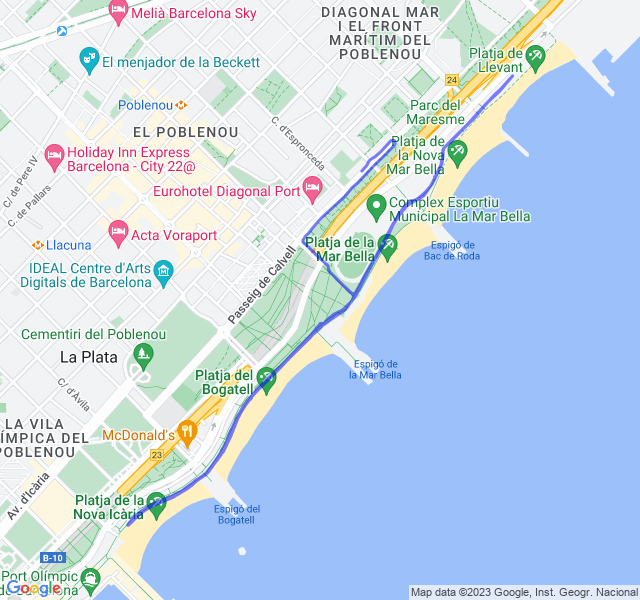 Melià Barcelona Sky
DIAGONAL MAR
I EL FRONT
MARÍTIM DEL
POBLENOU
Platja de
Llevant
El menjador de la Beckett
24
Poblenou
Parc del
Maresme
EL POBLENOU
C. d'Espronceda
Platja de
la Nova
Mar Bella
C/ de Pere IV
Holiday Inn Express
Barcelona - City 22@
C. de Pallars
Eurohotel Diagonal Port
Complex Esportiu
Municipal La Mar Bella
Acta Voraport
Llacuna
Platja de la
Mar Bella
Espigó de
Bac de Roda
IDEAL Centre d'Arts
Digitals de Barcelona
Passeig de Calvell
Cementiri del Poblenou
La Plata
Espigó de
la Mar Bella
C/ d'Àvila
Platja del
Bogatell
LA VILA
ÍMPICA DEL
POBLENOU
McDonald's
23
Av. d'Icària
Platja de la
Nova Icària
Espigó del
Bogatell
B-10
Port Olímpic
Google
Map data ©2023 Google, Inst. Geogr. Nacional